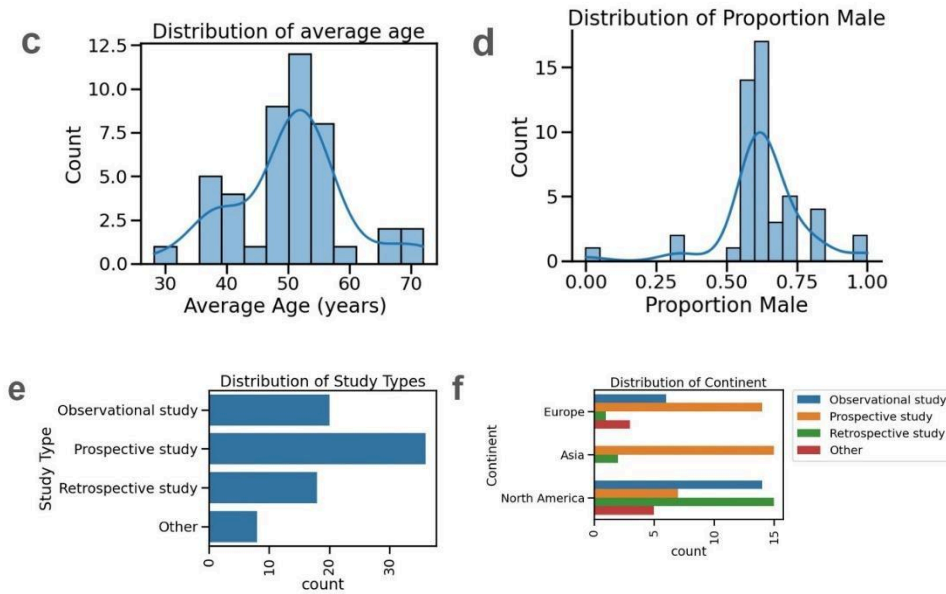 c
Distribution of average age
12.5
10.0
7.5
5.0
2.5
0.0
Count
30 40 50 60 70
Average Age (years)
d
Distribution of Proportion Male
15
10
5
0
Count
0.00 0.25 0.50 0.75 1.00
Proportion Male
e
Distribution of Study Types
Study Type
Observational study
Prospective study
Retrospective study
Other
0 10 20 30
count
f
Distribution of Continent
Continent
Europe
Asia
North America
0 5 10 15
count
Observational study
Prospective study
Retrospective study
Other